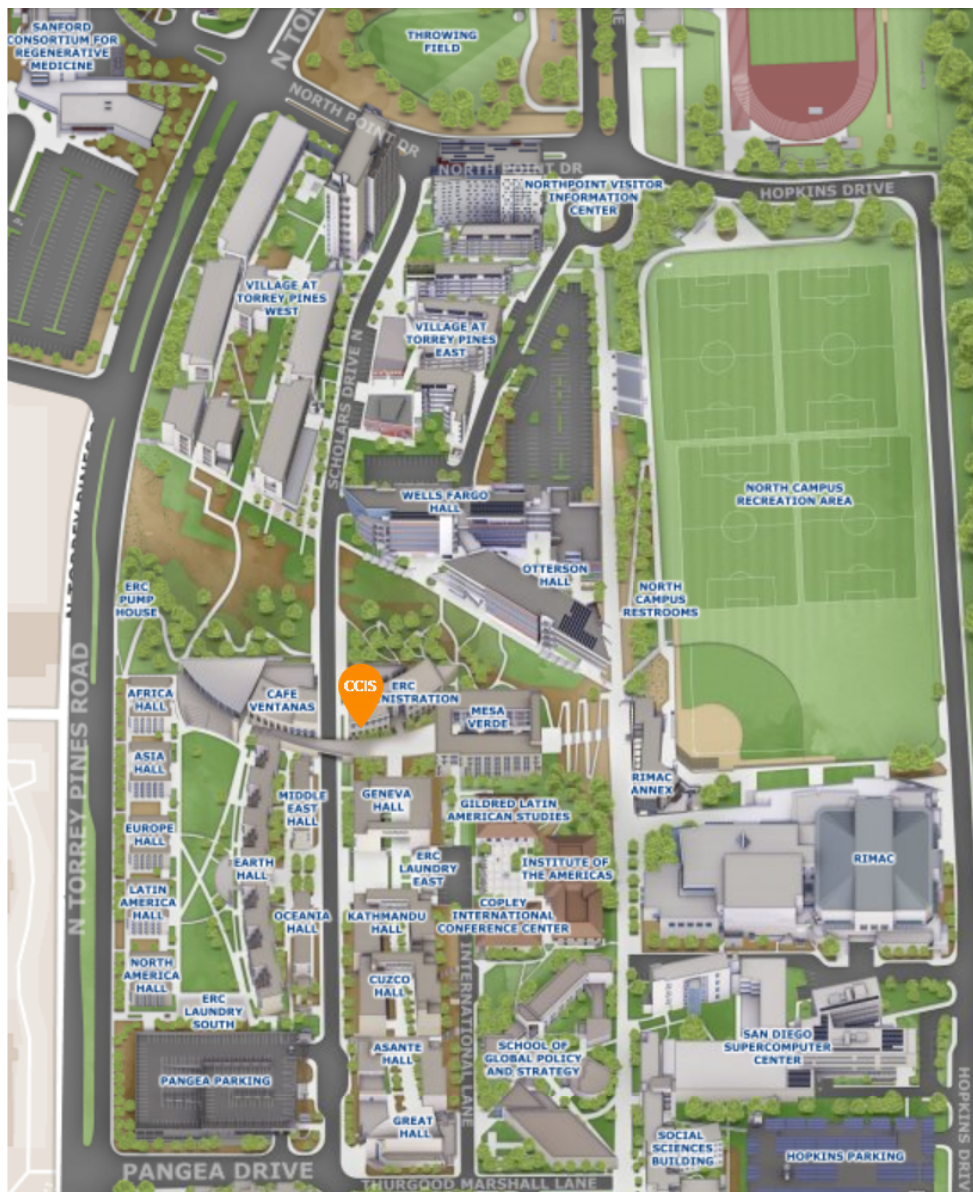 SANFORD
CONSORTIUM FOR
REGENERATIVE
MEDICINE
N TOR
THROWING
FIELD
NORTH POINT DR
NORTH POINT DR
NORTHPOINT VISITOR
INFORMATION
CENTER
HOPKINS DRIVE
VILLAGE AT
TORREY PINES
WEST
VILLAGE AT
TORREY PINES
EAST
SCHOLARS DRIVE N
WELLS FARGO
HALL
NORTH CAMPUS
RECREATION AREA
OTTERSON
HALL
NORTH
CAMPUS
RESTROOMS
ERC
PUMP
HOUSE
N TORREY PINES ROAD
AFRICA
HALL
CAFE
VENTANAS
CCIS
ERC
NISTRATION
MESA
VERDE
ASIA
HALL
MIDDLE
EAST
HALL
GENEVA
HALL
RIMAC
ANNEX
GILDRED LATIN
AMERICAN STUDIES
EUROPE
HALL
EARTH
HALL
ERC
LAUNDRY
EAST
INSTITUTE OF
THE AMERICAS
RIMAC
LATIN
AMERICA
HALL
OCEANIA
HALL
KATHMANDU
HALL
COPLEY
INTERNATIONAL
CONFERENCE CENTER
NORTH
AMERICA
HALL
CUZCO
HALL
INTERNATIONAL LANE
ERC
LAUNDRY
SOUTH
ASANTE
HALL
SCHOOL OF
GLOBAL POLICY
AND STRATEGY
SAN DIEGO
SUPERCOMPUTER
CENTER
PANGEA PARKING
GREAT
HALL
SOCIAL
SCIENCES
BUILDING
HOPKINS PARKING
HOPKINS DRIV
PANGEA DRIVE
THURGOOD MARSHALL LANE